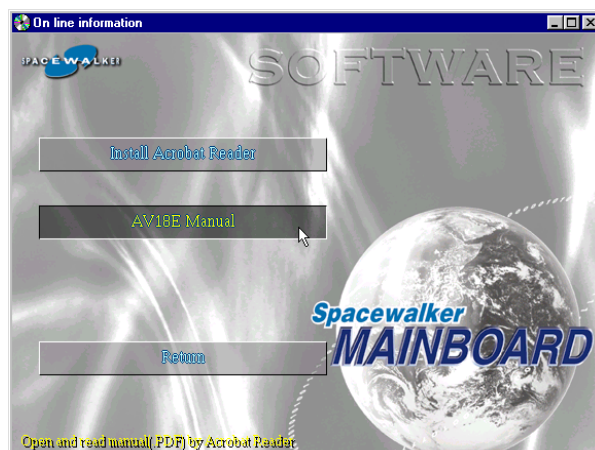 On line information
SPACEWALKER
SOFTWARE
Install Acrobat Reader
AV18E Manual
Spacewalker
MAINBOARD
Return
Open and read manual(.PDF) by Acrobat Reader.